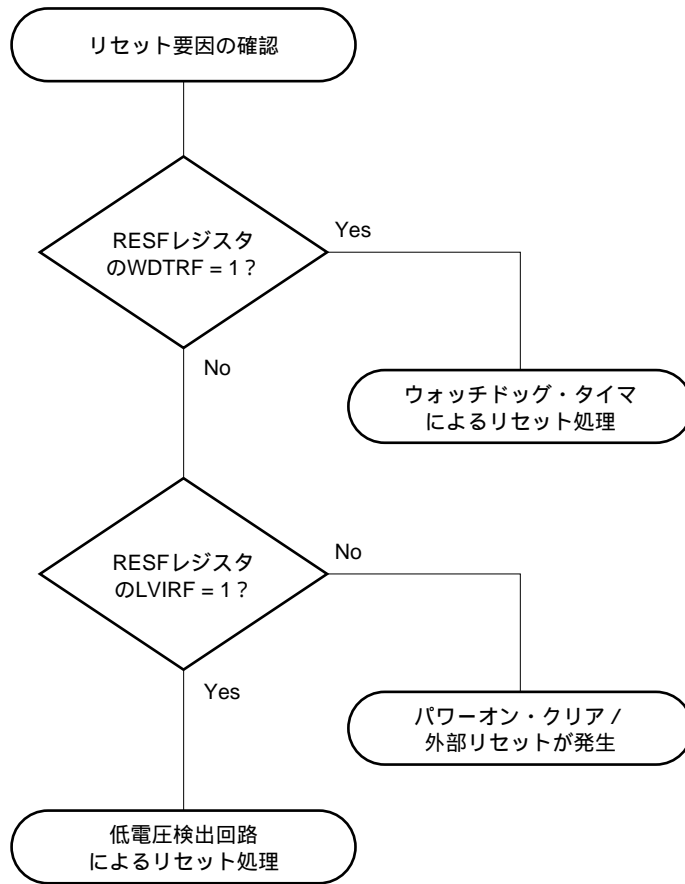 リセット要因の確認
RESFレジスタ
のWDTRF = 1？
Yes
No
ウォッチドッグ・タイマ
によるリセット処理
RESFレジスタ
のLVIRF = 1？
No
Yes
パワーオン・クリア /
外部リセットが発生
低電圧検出回路
によるリセット処理